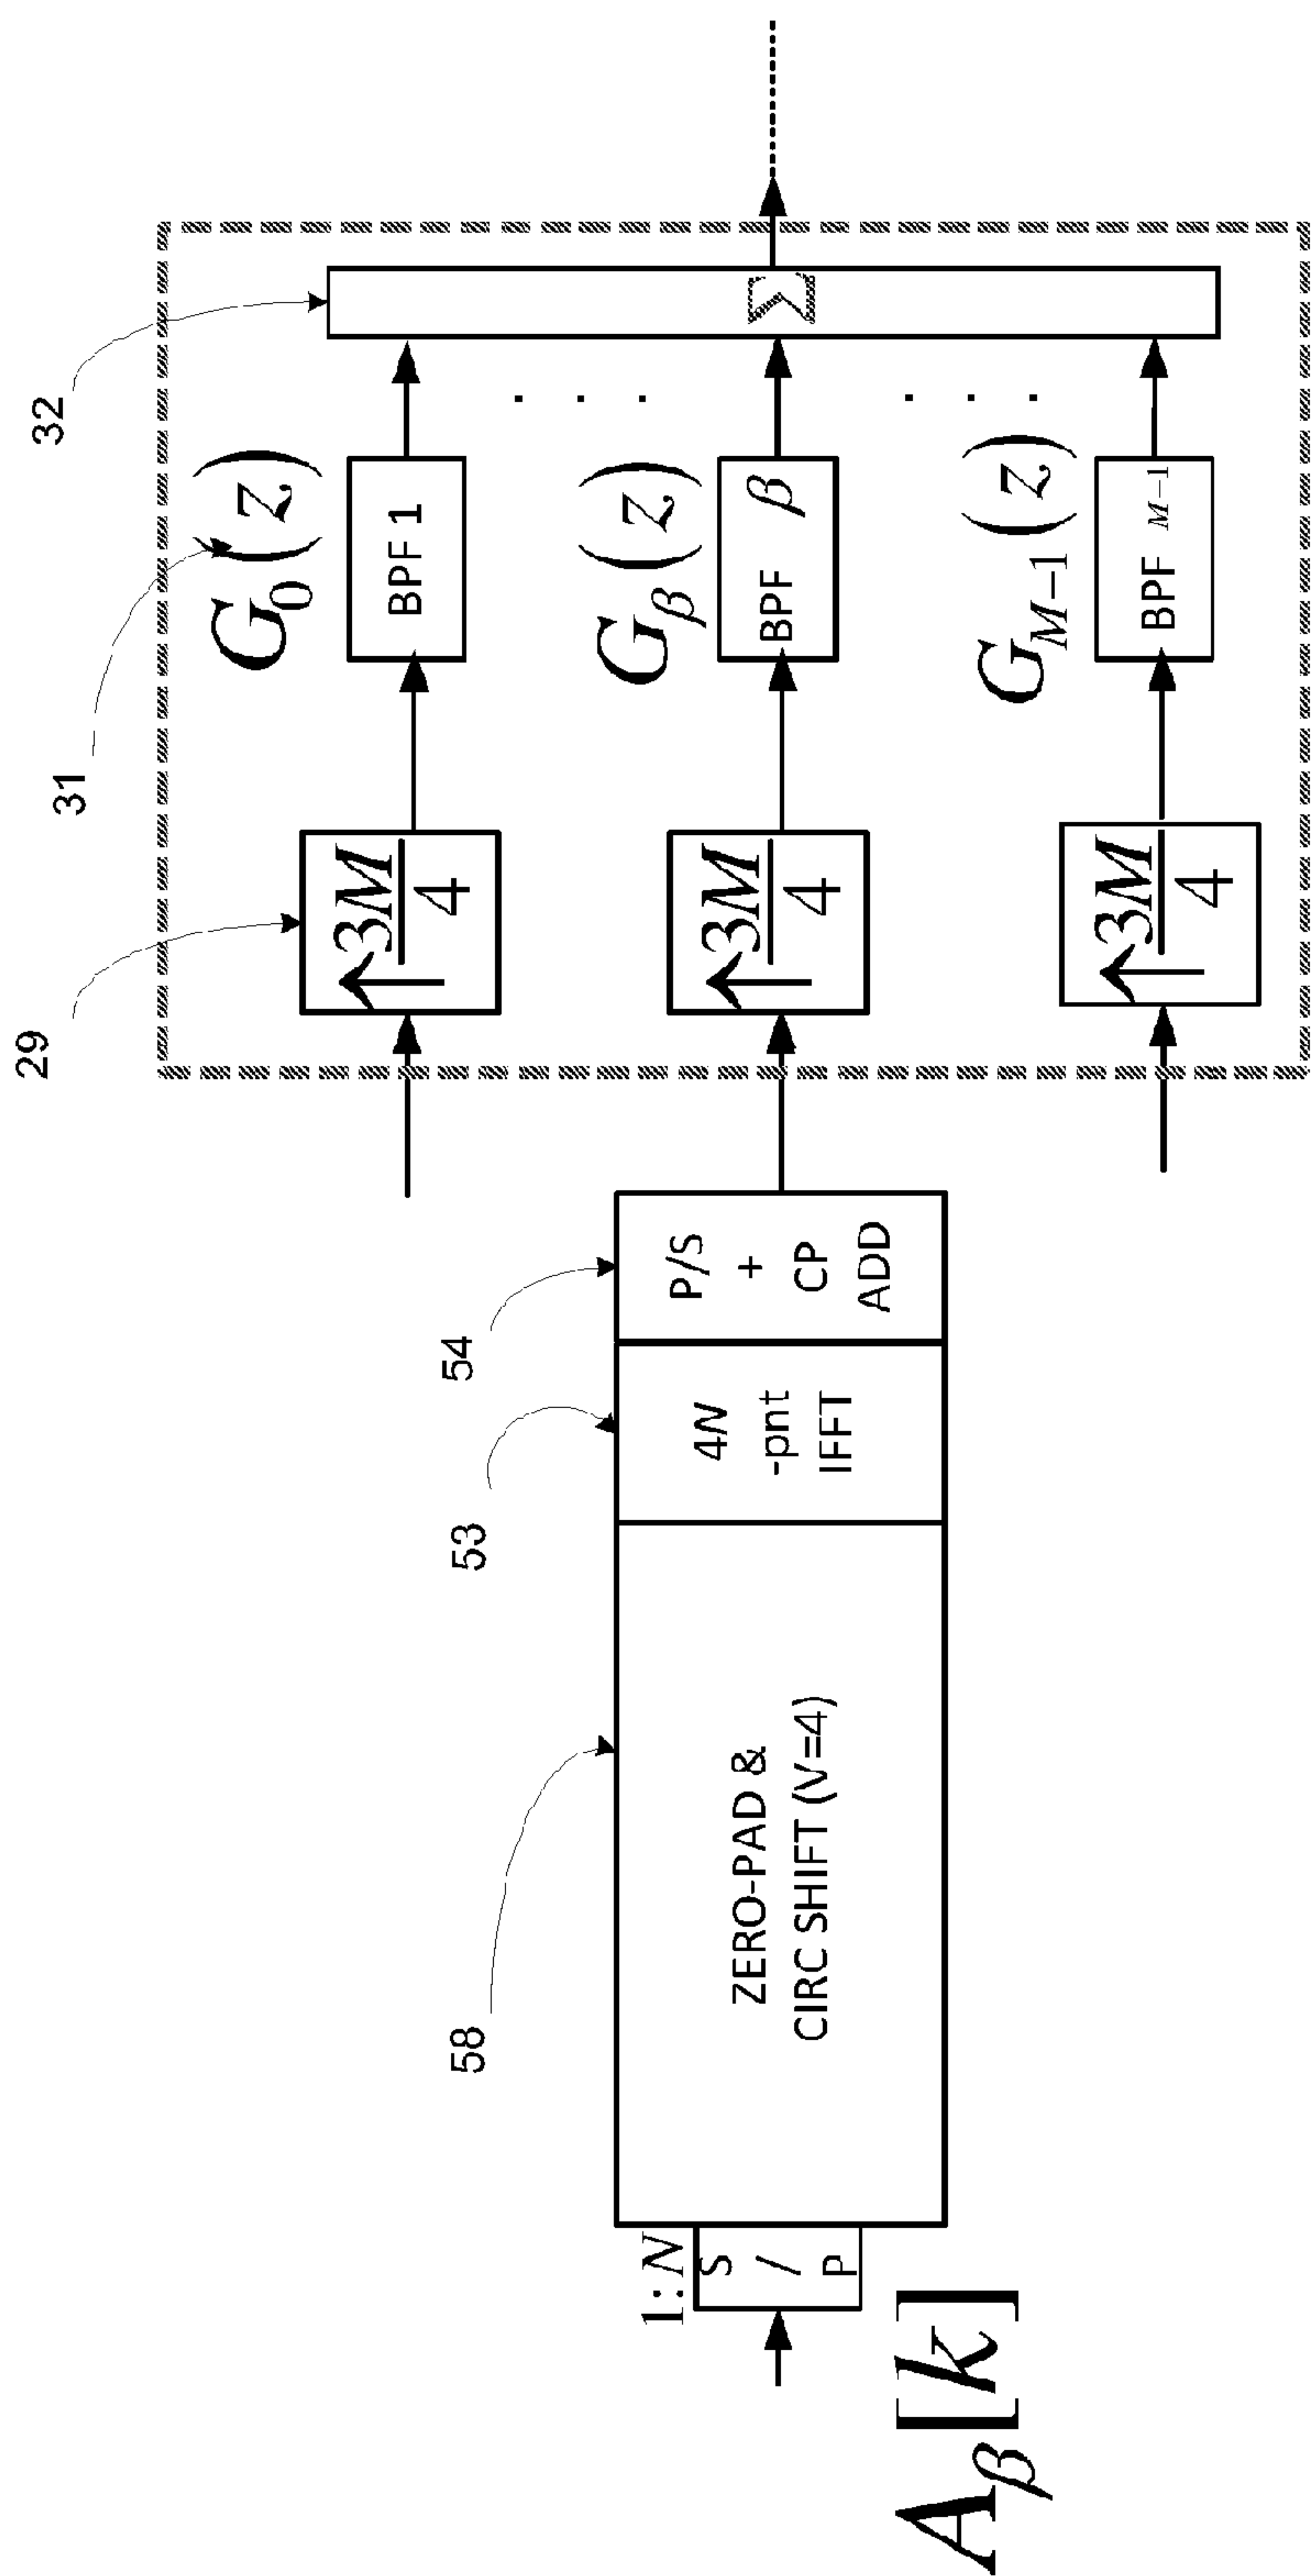 A_β[k]
1:N
S
/
P
ZERO-PAD &
CIRC SHIFT (V=4)
58
4N
-pnt
IFFT
53
P/S
+
CP
ADD
54
↑3M/4
29
G_0(z)
31
BPF 1
↑3M/4
G_β(z)
BPF β
↑3M/4
G_{M-1}(z)
BPF M-1
Σ
32